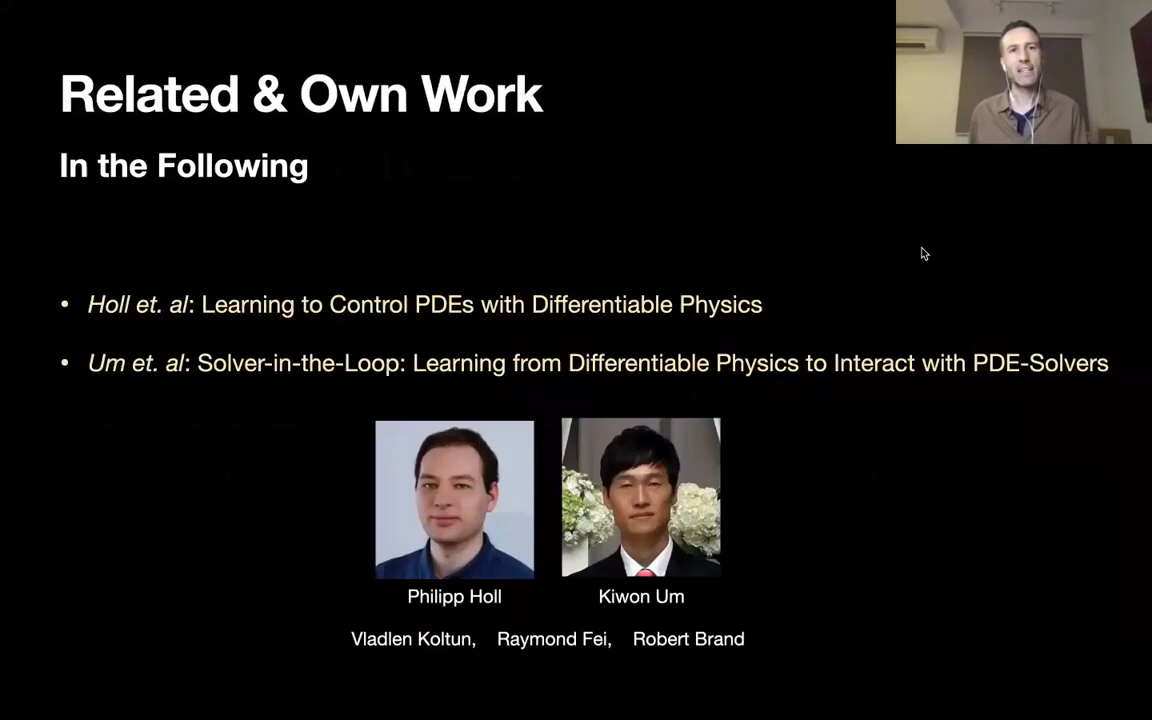 Related & Own Work
In the Following
• Holl et. al: Learning to Control PDEs with Differentiable Physics
• Um et. al: Solver-in-the-Loop: Learning from Differentiable Physics to Interact with PDE-Solvers
Philipp Holl
Kiwon Um
Vladlen Koltun, Raymond Fei, Robert Brand